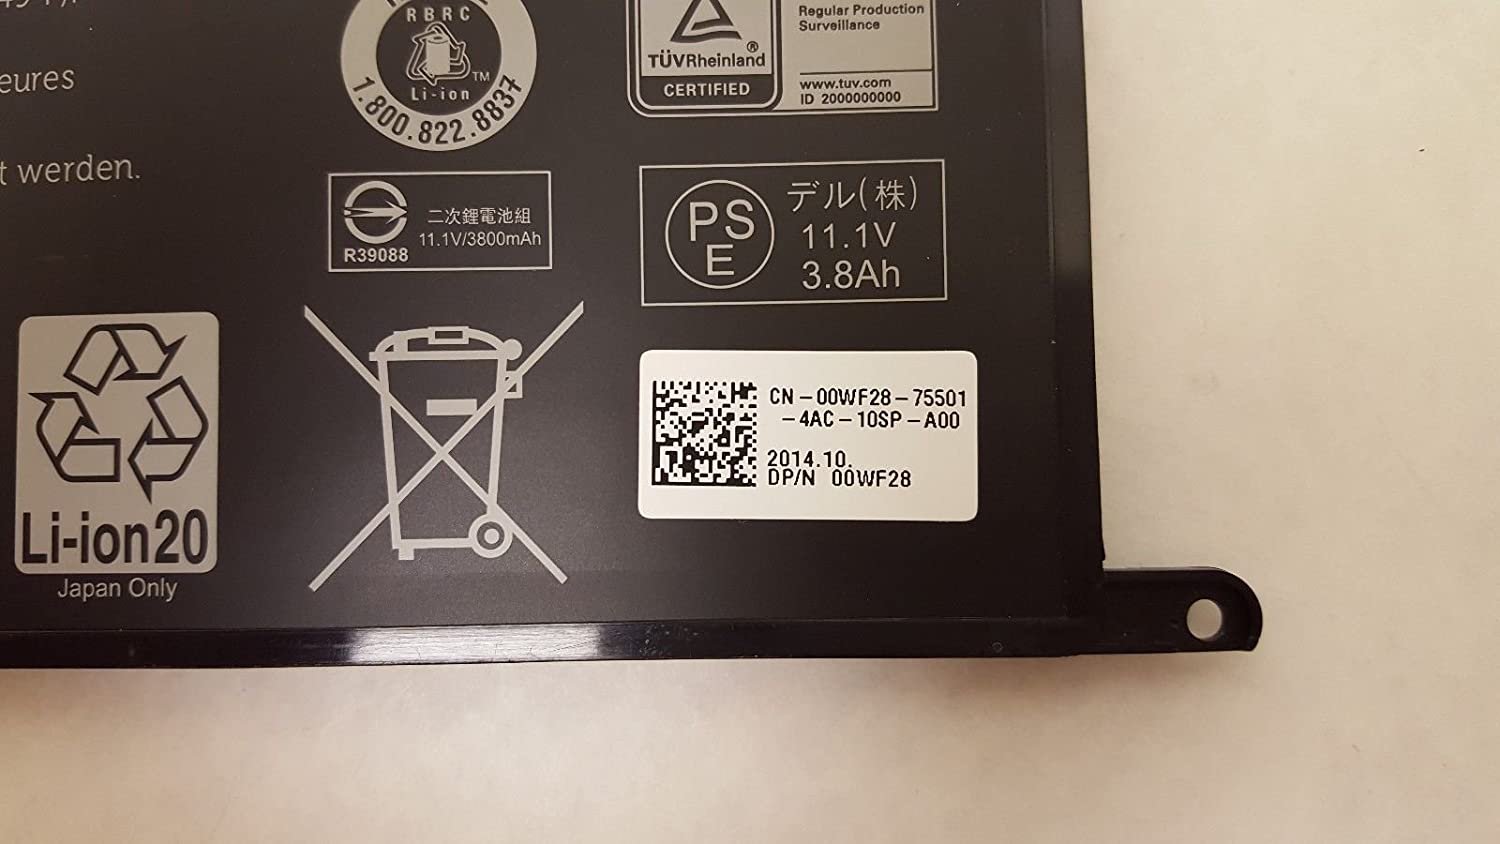 eures
t werden.
RBRC
TM
Li-ion
1.800.822.8837
TÜVRheinland
®
CERTIFIED
Regular Production
Surveillance
www.tuv.com
ID 2000000000
R39088
二次鋰電池組
11.1V/3800mAh
PS
E
デル(株)
11.1V
3.8Ah
Li-ion20
Japan Only
CN-00WF28-75501
-4AC-10SP-A00
2014.10.
DP/N 00WF28